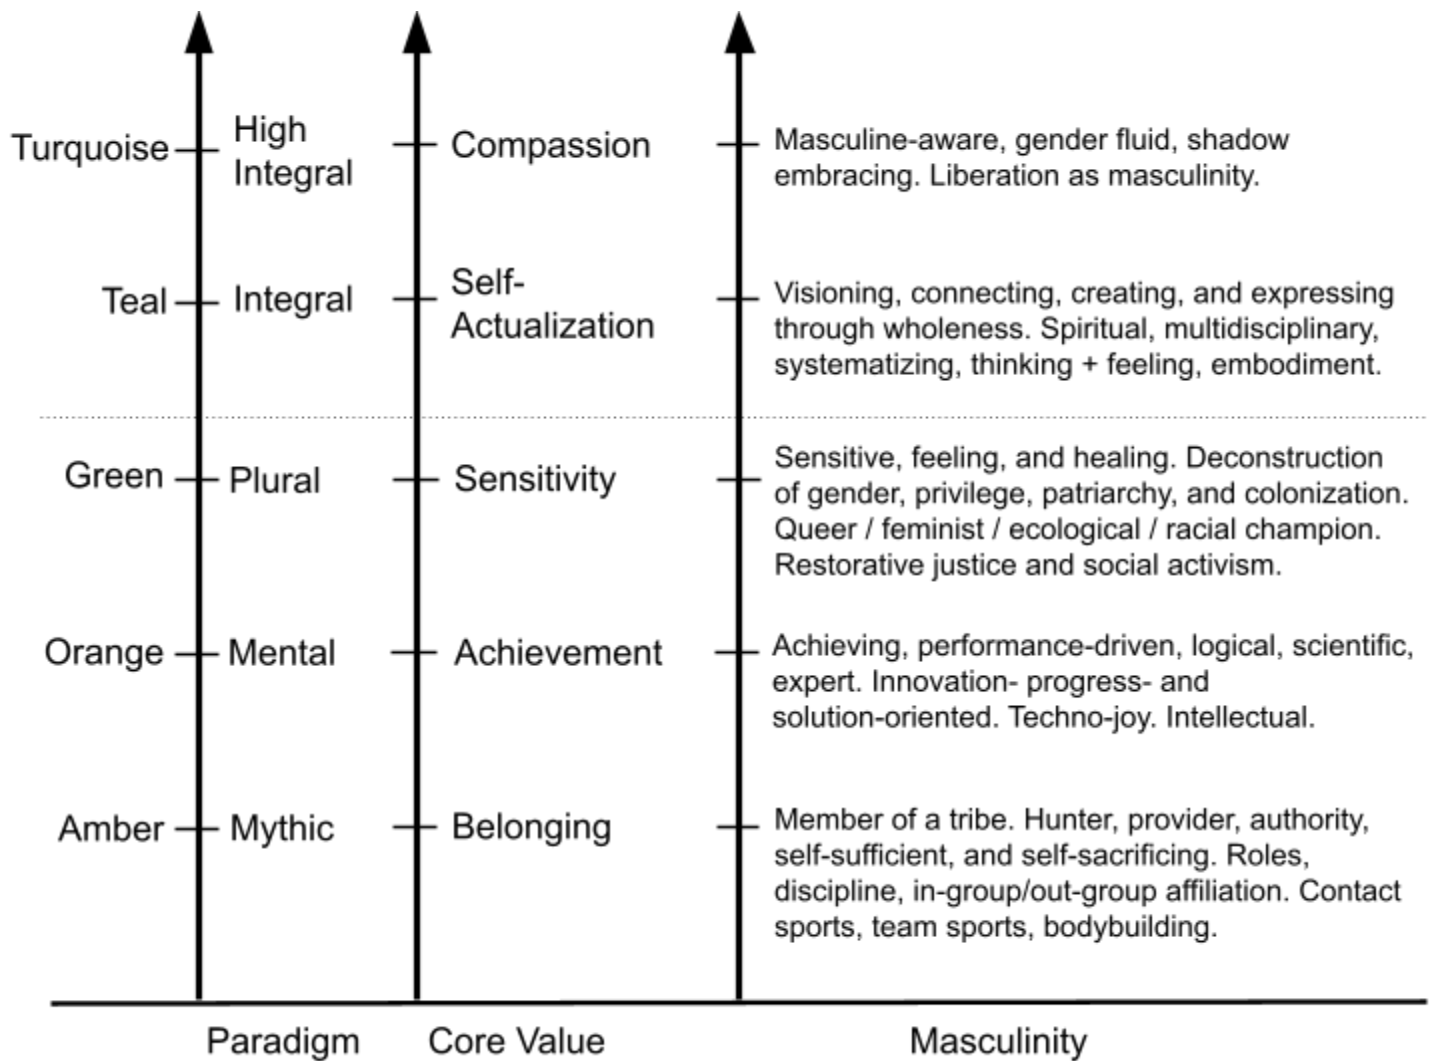 Turquoise
High
Integral
Compassion
Masculine-aware, gender fluid, shadow
embracing. Liberation as masculinity.
Teal
Integral
Self-
Actualization
Visioning, connecting, creating, and expressing
through wholeness. Spiritual, multidisciplinary,
systematizing, thinking + feeling, embodiment.
Green
Plural
Sensitivity
Sensitive, feeling, and healing. Deconstruction
of gender, privilege, patriarchy, and colonization.
Queer / feminist / ecological / racial champion.
Restorative justice and social activism.
Orange
Mental
Achievement
Achieving, performance-driven, logical, scientific,
expert. Innovation- progress- and
solution-oriented. Techno-joy. Intellectual.
Amber
Mythic
Belonging
Member of a tribe. Hunter, provider, authority,
self-sufficient, and self-sacrificing. Roles,
discipline, in-group/out-group affiliation. Contact
sports, team sports, bodybuilding.
Paradigm
Core Value
Masculinity